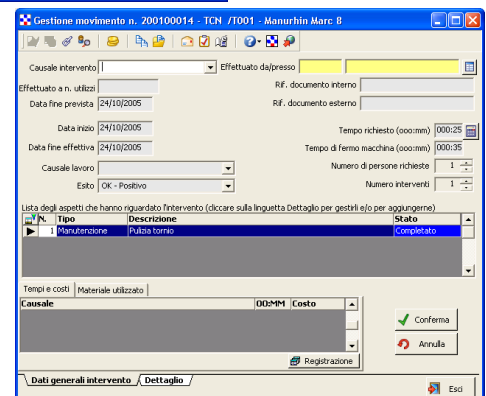 Gestione movimento n. 200100014 - TCN /T001 - Manurhin Marc 8
Causale intervento Effettuato da/presso
Effettuato a n. utilizzi Rif. documento interno
Data fine prevista 24/10/2005 Rif. documento esterno
Data inizio 24/10/2005 Tempo richiesto (ooo:mm) 000:25
Data fine effettiva 24/10/2005 Tempo di fermo macchina (ooo:mm) 000:35
Causale lavoro Numero di persone richieste 1
Esito OK - Positivo Numero interventi 1
Lista degli aspetti che hanno riguardato l'intervento (cliccare sulla linguetta Dettaglio per gestirli e/o per aggiungerne)
N. Tipo Descrizione Stato
1 Manutenzione Pulizia tornio Completato
Tempi e costi Materiale utilizzato
Causale OO:MM Costo
Conferma
Annulla
Registrazione
Dati generali intervento Dettaglio
Esci